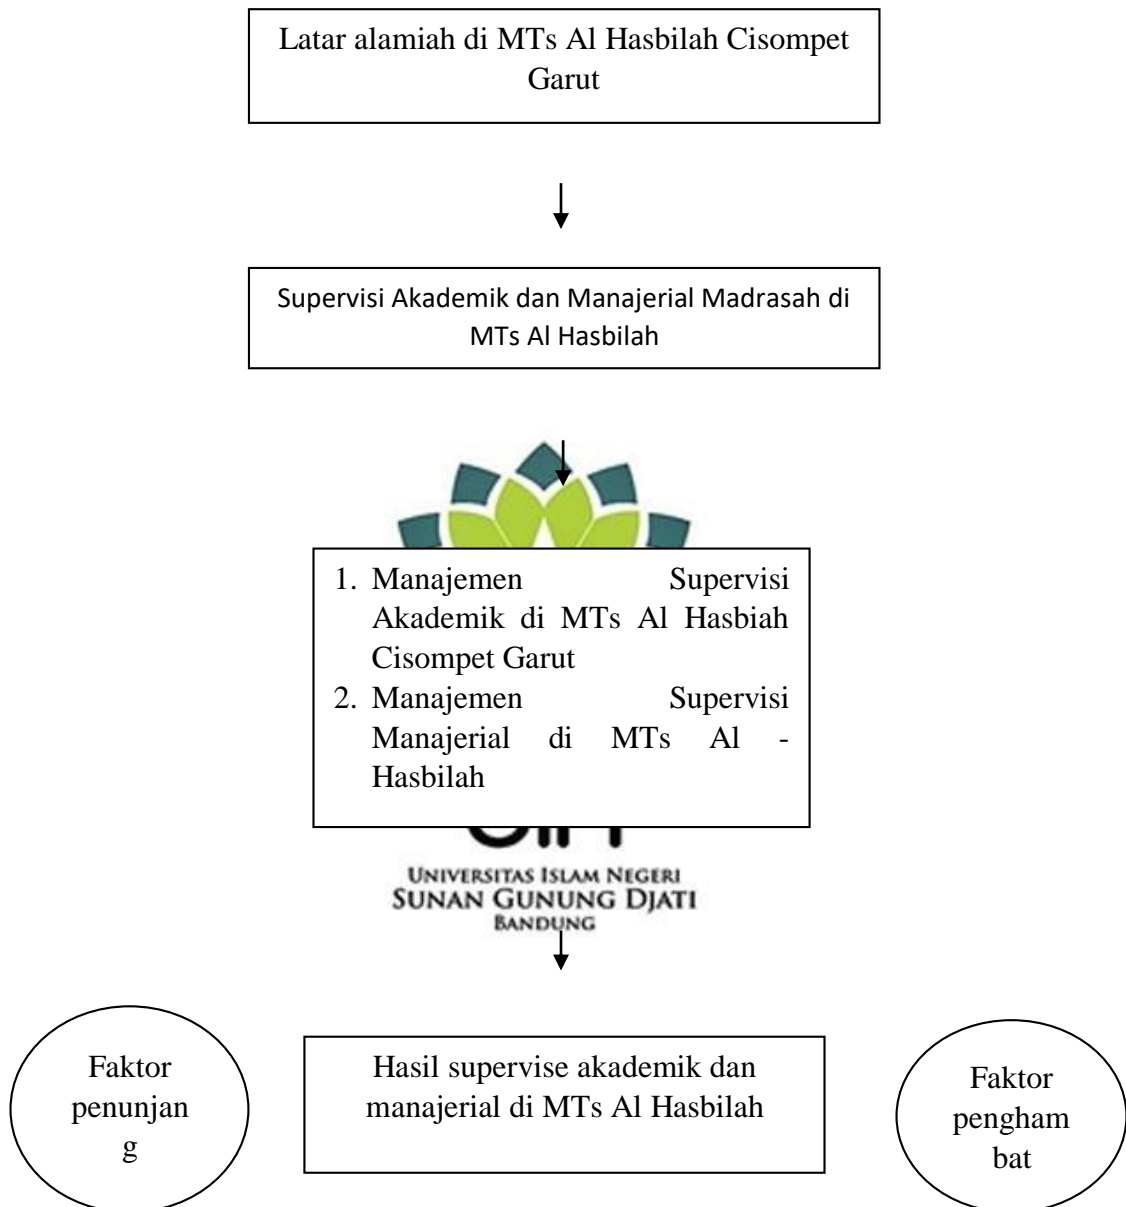 Latar alamiah di MTs Al Hasbilah Cisompet
Garut
Supervisi Akademik dan Manajerial Madrasah di
MTs Al Hasbilah
1. Manajemen Supervisi
Akademik di MTs Al Hasbiah
Cisompet Garut
2. Manajemen Supervisi
Manajerial di MTs Al -
Hasbilah
UNIVERSITAS ISLAM NEGERI
SUNAN GUNUNG DJATI
BANDUNG
Faktor
penunjan
g
Hasil supervise akademik dan
manajerial di MTs Al Hasbilah
Faktor
pengham
bat